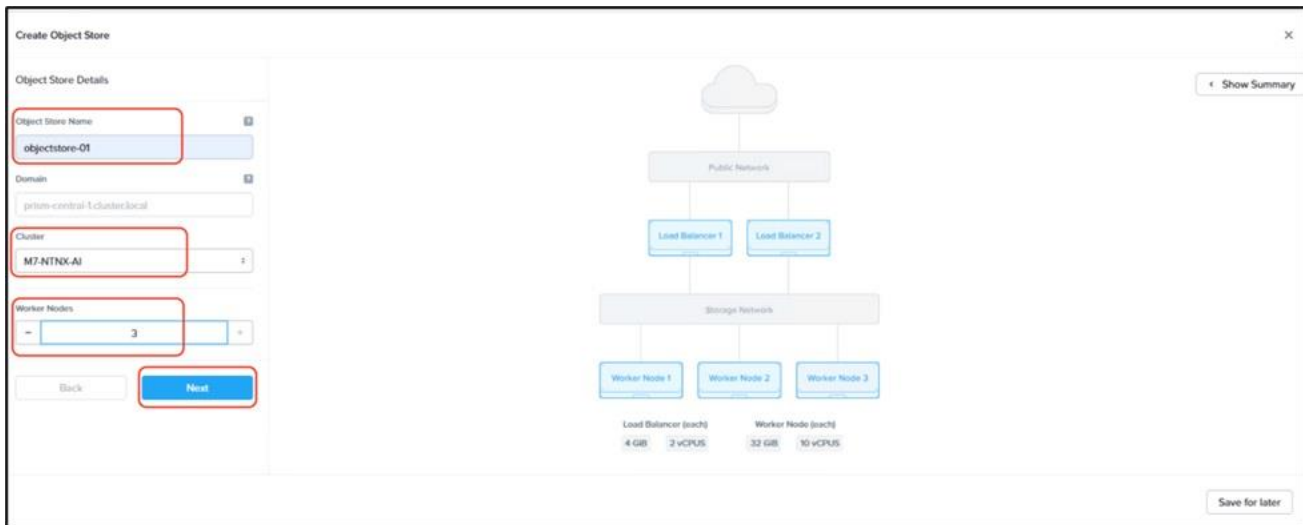 Create Object Store
×
Object Store Details
Show Summary
Object Store Name
?
objectstore-01
Domain
?
prism-central-1.cluster.local
Cluster
M7-NTNX-AI
Worker Nodes
− 3 +
Back Next
Public Network
Load Balancer 1 Load Balancer 2
Storage Network
Worker Node 1 Worker Node 2 Worker Node 3
Load Balancer (each) Worker Node (each)
4 GiB 2 vCPUS 32 GiB 10 vCPUS
Save for later